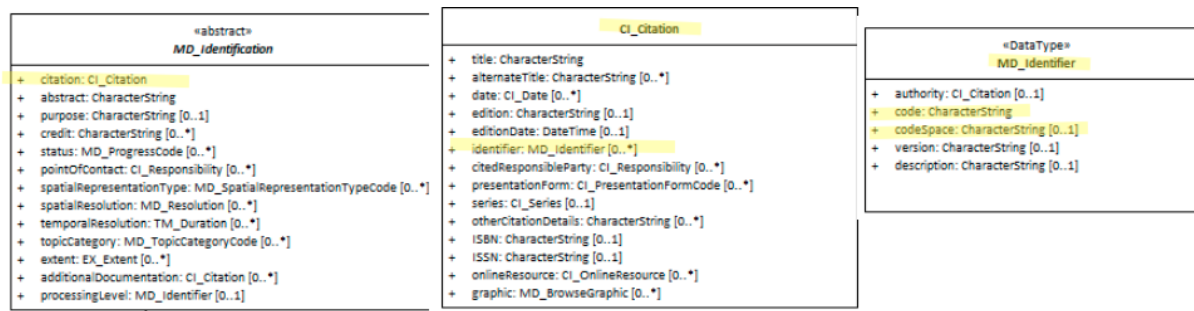 «abstract»
MD_Identification
+ citation: CI_Citation
+ abstract: CharacterString
+ purpose: CharacterString [0..1]
+ credit: CharacterString [0..*]
+ status: MD_ProgressCode [0..*]
+ pointOfContact: CI_Responsibility [0..*]
+ spatialRepresentationType: MD_SpatialRepresentationTypeCode [0..*]
+ spatialResolution: MD_Resolution [0..*]
+ temporalResolution: TM_Duration [0..*]
+ topicCategory: MD_TopicCategoryCode [0..*]
+ extent: EX_Extent [0..*]
+ additionalDocumentation: CI_Citation [0..*]
+ processingLevel: MD_Identifier [0..1]
CI_Citation
+ title: CharacterString
+ alternateTitle: CharacterString [0..*]
+ date: CI_Date [0..*]
+ edition: CharacterString [0..1]
+ editionDate: DateTime [0..1]
+ identifier: MD_Identifier [0..*]
+ citedResponsibleParty: CI_Responsibility [0..*]
+ presentationForm: CI_PresentationFormCode [0..*]
+ series: CI_Series [0..1]
+ otherCitationDetails: CharacterString [0..*]
+ ISBN: CharacterString [0..1]
+ ISSN: CharacterString [0..1]
+ onlineResource: CI_OnlineResource [0..*]
+ graphic: MD_BrowseGraphic [0..*]
«DataType»
MD_Identifier
+ authority: CI_Citation [0..1]
+ code: CharacterString
+ codeSpace: CharacterString [0..1]
+ version: CharacterString [0..1]
+ description: CharacterString [0..1]